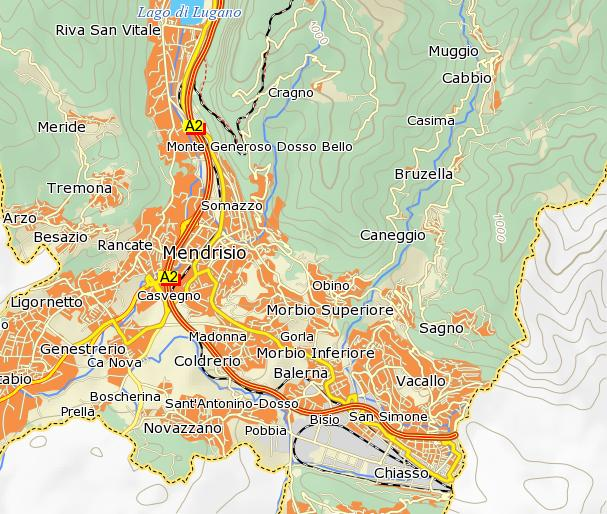 Lago di Lugano
Riva San Vitale
1000
Muggio
Cabbio
Cragno
Casima
A2
Meride
Monte Generoso Dosso Bello
Bruzella
Tremona
Somazzo
Arzo
Besazio
Rancate
Mendrisio
Caneggio
1000
A2
Obino
Casvegno
Ligornetto
Morbio Superiore
o
Sagno
Madonna
Gorla
Genestrerio
Ca Nova
Coldrerio
Morbio Inferiore
tabio
Balerna
Vacallo
Boscherina
Sant'Antonino-Dosso
Prella
Bisio
San Simone
Novazzano
Pobbia
Chiasso